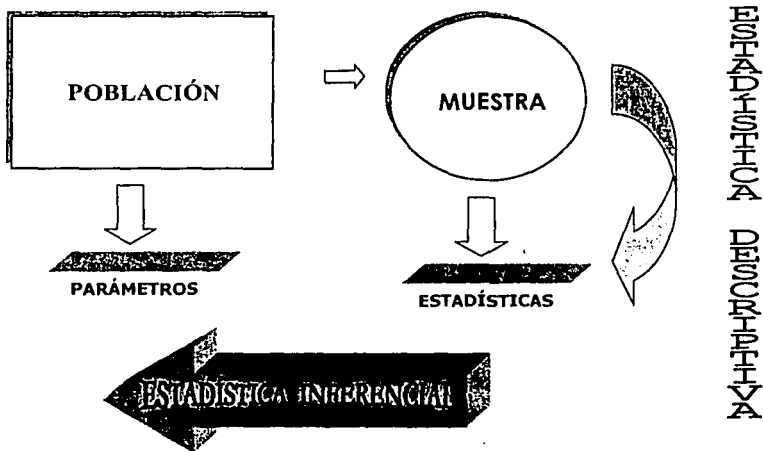 POBLACIÓN
MUESTRA
PARÁMETROS
ESTADÍSTICAS
ESTADÍSTICA INFERENCIAL
ESTADÍSTICA DESCRIPTIVA